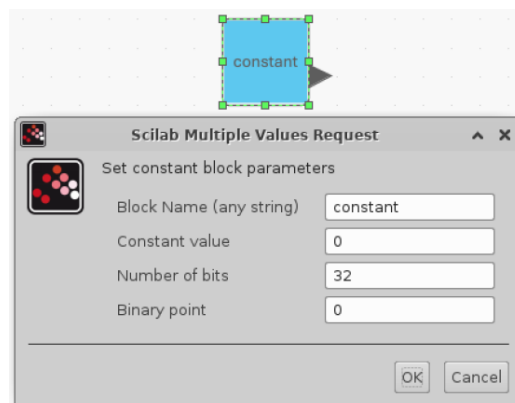 constant
Scilab Multiple Values Request
Set constant block parameters
Block Name (any string) constant
Constant value 0
Number of bits 32
Binary point 0
OK Cancel